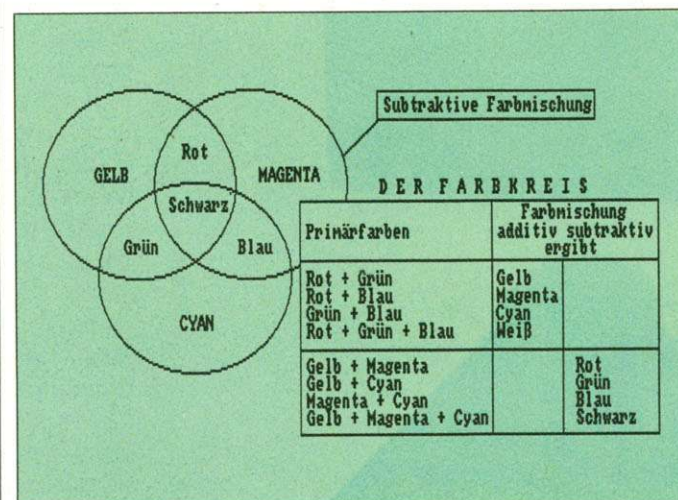 Subtraktive Farbmischung
Rot
GELB
MAGENTA
Schwarz
Grün
Blau
CYAN
DER FARBKREIS
Primärfarben
Farbmischung
additiv subtraktiv
ergibt
Rot + Grün Gelb
Rot + Blau Magenta
Grün + Blau Cyan
Rot + Grün + Blau Weiß
Gelb + Magenta Rot
Gelb + Cyan Grün
Magenta + Cyan Blau
Gelb + Magenta + Cyan Schwarz